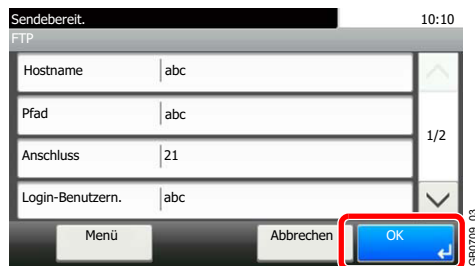 Sendebereit.
10:10
FTP
Hostname abc
Pfad abc
1/2
Anschluss 21
Login-Benutzern. abc
Menü Abbrechen OK
GB0709_03